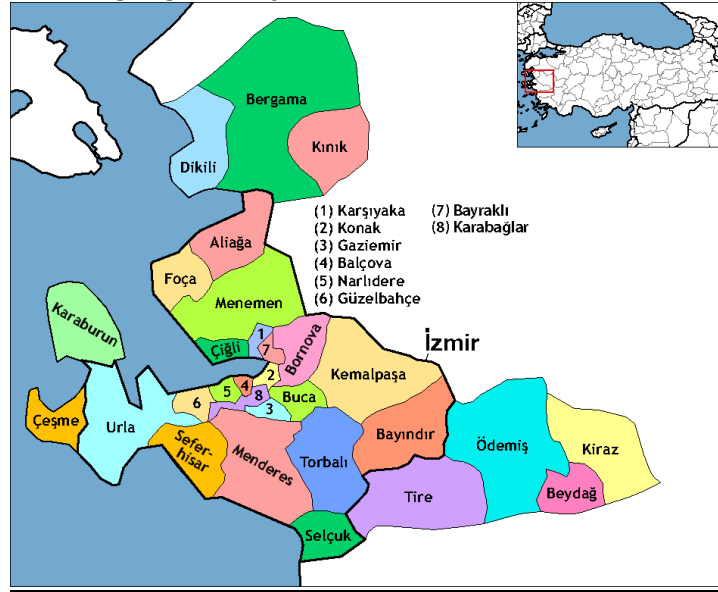 Bergama
Kınık
Dikili
(1) Karşıyaka
(2) Konak
(3) Gaziemir
(4) Balçova
(5) Narlıdere
(6) Güzelbahçe
(7) Bayraklı
(8) Karabağlar
Aliağa
Foça
Menemen
Karaburun
Çiğli
1
7
Bornova
İzmir
Kemalpaşa
2
4
5
8
6
3
Buca
Çeşme
Urla
Sefer-
hisar
Menderes
Torbalı
Bayındır
Ödemiş
Kiraz
Beydağ
Tire
Selçuk